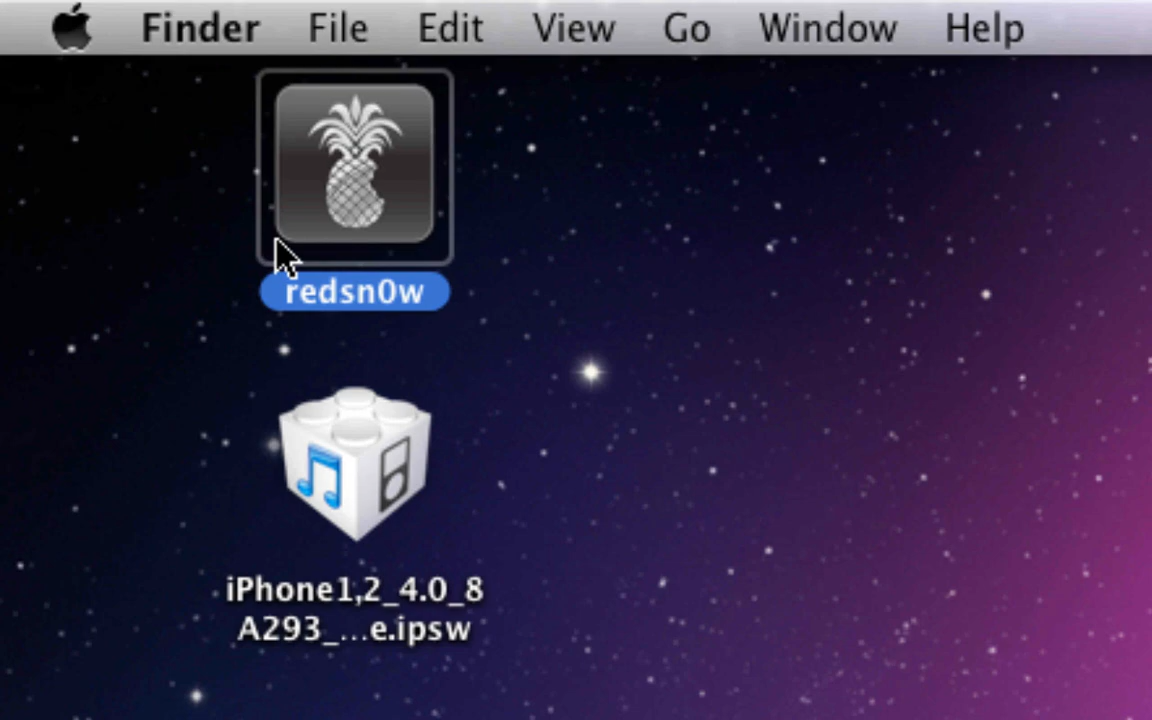 Finder File Edit View Go Window Help
redsn0w
iPhone1,2_4.0_8
A293_...e.ipsw